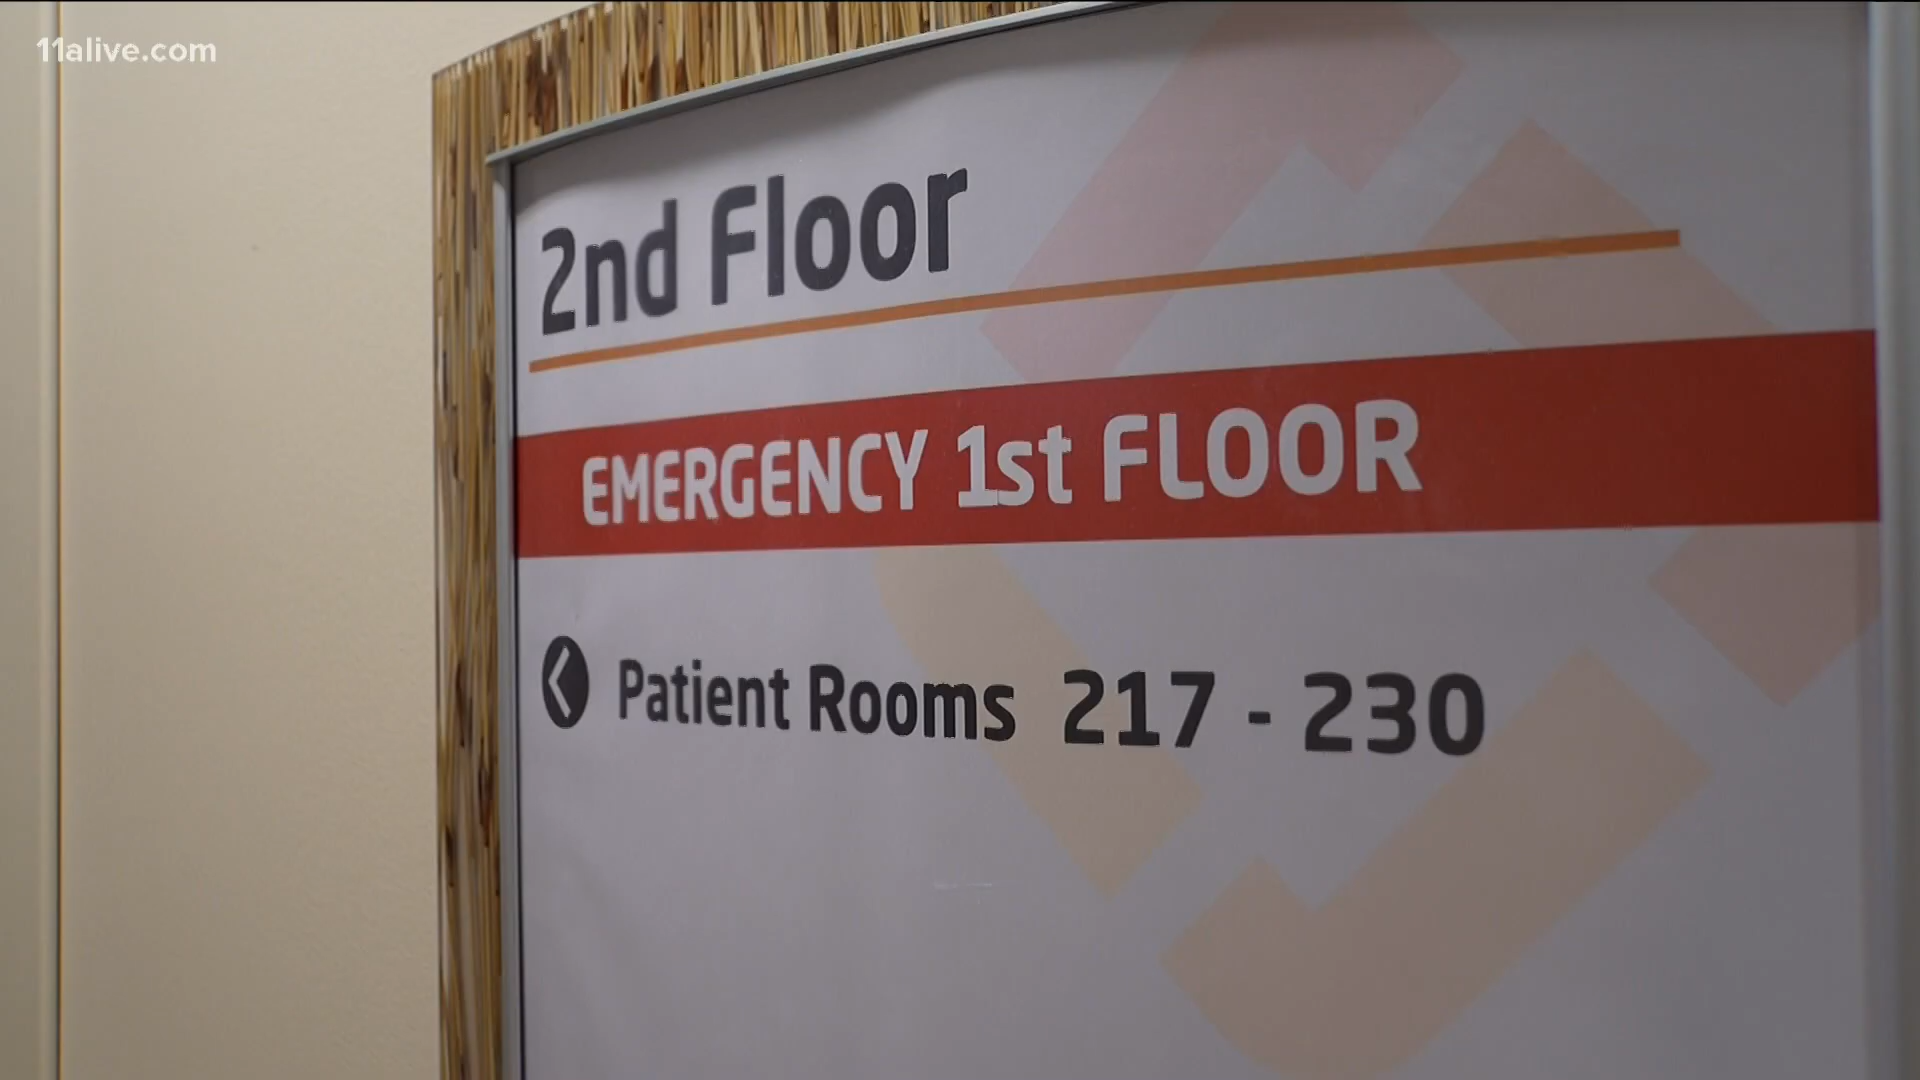 11alive.com
2nd Floor
EMERGENCY 1st FLOOR
Patient Rooms 217 - 230